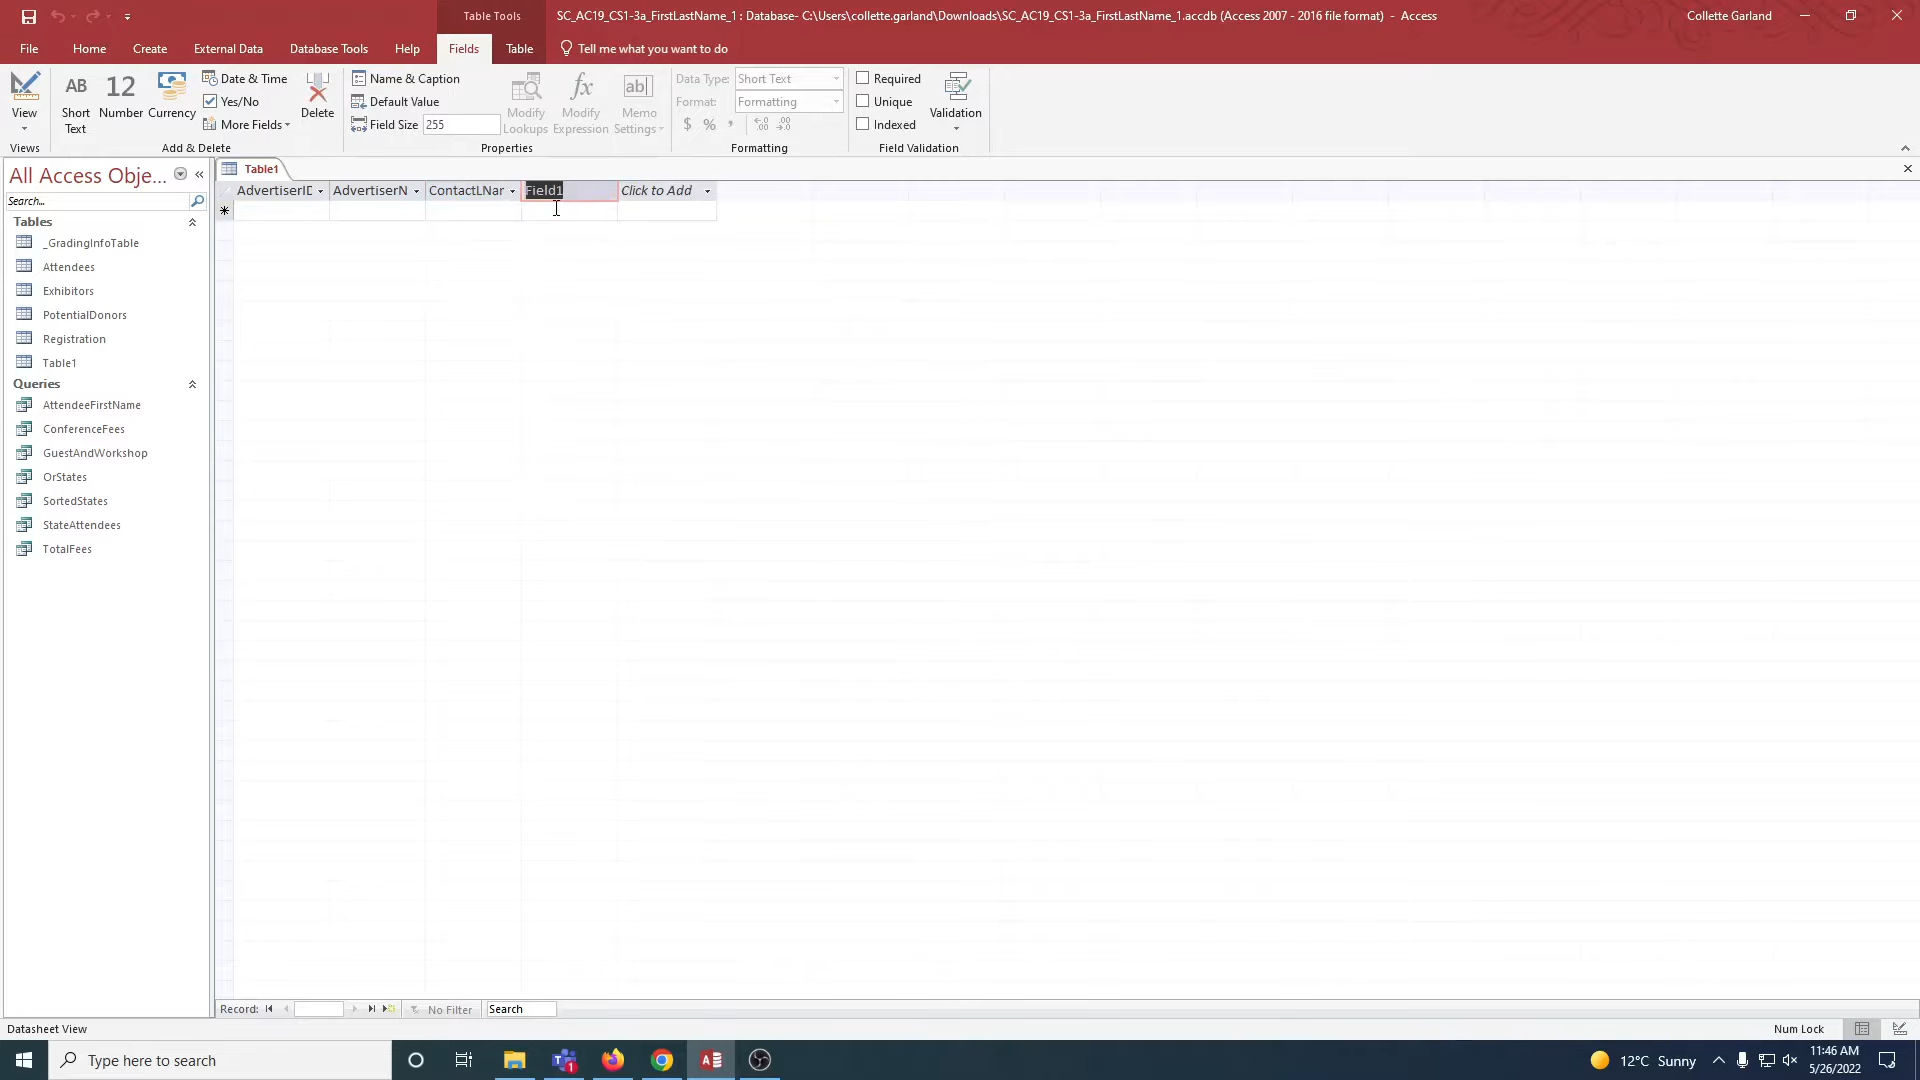 Table Tools
SC_AC19_CS1-3a_FirstLastName_1 : Database- C:\Users\collette.garland\Downloads\SC_AC19_CS1-3a_FirstLastName_1.accdb (Access 2007 - 2016 file format) - Access
Collette Garland
File Home Create External Data Database Tools Help Fields Table Tell me what you want to do
View
Views
AB
Short
Text
12
Number
Currency
Date & Time
Yes/No
More Fields
Delete
Add & Delete
Name & Caption
Default Value
Field Size 255
Modify
Lookups
fx
Modify
Expression
ab|
Memo
Settings
Properties
Data Type: Short Text
Format: Formatting
$ % , .00 .00
Formatting
Required
Unique
Indexed
Validation
Field Validation
All Access Obje...
Search...
Tables
_GradingInfoTable
Attendees
Exhibitors
PotentialDonors
Registration
Table1
Queries
AttendeeFirstName
ConferenceFees
GuestAndWorkshop
OrStates
SortedStates
StateAttendees
TotalFees
Table1
AdvertiserID AdvertiserN ContactLNar Field1 Click to Add
Record: No Filter Search
Datasheet View
Num Lock
Type here to search
1
12°C Sunny
11:46 AM
5/26/2022